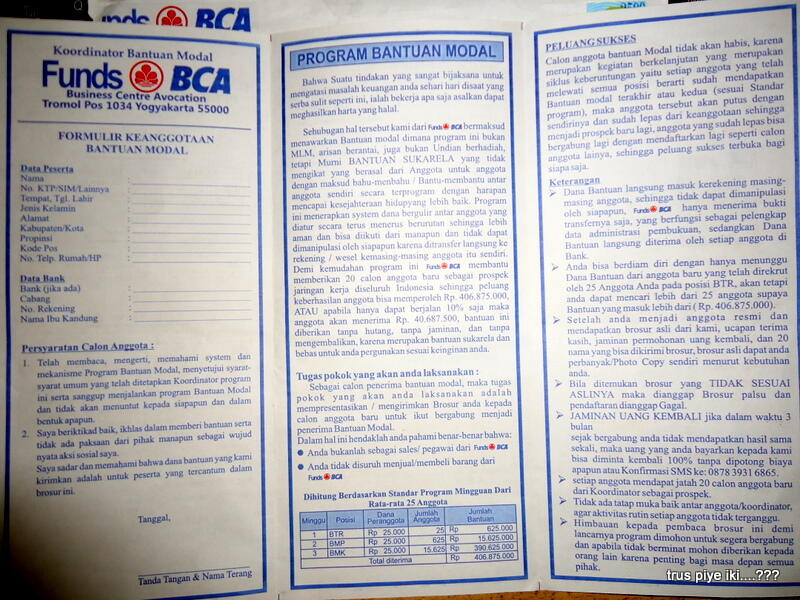 Funds BCA
Koordinator Bantuan Modal
Funds BCA
Business Centre Avocation
Tromol Pos 1034 Yogyakarta 55000
FORMULIR KEANGGOTAAN
BANTUAN MODAL
Data Peserta
Nama :
No. KTP/SIM/Lainnya :
Tempat, Tgl. Lahir :
Jenis Kelamin :
Alamat :
Kabupaten/Kota :
Propinsi :
Kode Pos :
No. Telp. Rumah/HP :
Data Bank
Bank (jika ada) :
Cabang :
No. Rekening :
Nama Ibu Kandung :
Persyaratan Calon Anggota :
1. Telah membaca, mengerti, memahami system dan
mekanisme Program Bantuan Modal, menyetujui syarat-
syarat umum yang telah ditetapkan Koordinator program
ini serta sanggup menjalankan program Bantuan Modal
dan tidak akan menuntut kepada siapapun dan dalam
bentuk apapun.
2. Saya beriktikad baik, ikhlas dalam memberi bantuan serta
tidak ada paksaan dari pihak manapun sebagai wujud
nyata aksi sosial saya.
Saya sadar dan memahami bahwa dana bantuan yang kami
kirimkan adalah untuk peserta yang tercantum dalam
brosur ini.
Tanggal,
Tanda Tangan & Nama Terang
PROGRAM BANTUAN MODAL
Bahwa Suatu tindakan yang sangat bijaksana untuk
mengatasi masalah keuangan anda sehari hari disaat yang
serba sulit seperti ini, ialah bekerja apa saja asalkan dapat
meghasilkan harta yang halal.
Sehubungan hal tersebut kami dari Funds BCA bermaksud
menawarkan Bantuan modal dimana program ini bukan
MLM, arisan berantai, juga bukan Undian berhadiah,
tetapi Murni BANTUAN SUKARELA yang tidak
mengikat yang berasal dari Anggota untuk anggota
dengan maksud bahu-menbahu / Bantu-membantu antar
anggota sendiri secara terprogram dengan harapan
mencapai kesejahteraan hidupyang lebih baik. Program
ini menerapkan system dana bergulir antar anggota yang
diatur secara terus menerus berurutan sehingga lebih
aman dan bisa diikuti dari manapun dan tidak dapat
dimanipulasi oleh siapapun karena ditransfer langsung ke
rekening / wesel kemasing-masing anggota itu sendiri.
Demi kemudahan program ini Funds BCA membantu
memberikan 20 calon anggota baru sebagai prospek
jaringan kerja diseluruh Indonesia sehingga peluang
keberhasilan anggota bisa memperoleh Rp. 406.875.000,
ATAU apabila hanya dapat berjalan 10% saja maka
anggota akan menerima Rp. 40.687.500, bantuan ini
diberikan tanpa hutang, tanpa jaminan, dan tanpa
mengembalikan, karena merupakan bantuan sukarela dan
bebas untuk anda pergunakan sesuai keinginan anda.
Tugas pokok yang akan anda laksanakan :
Sebagai calon penerima bantuan modal, maka tugas
pokok yang akan anda laksanakan adalah
mempresentasikan / mengirimkan Brosur anda kepada
calon anggota baru untuk ikut bergabung menjadi
penerima Bantuan Modal.
Dalam hal ini hendaklah anda pahami benar-benar bahwa:
● Anda bukanlah sebagai sales/ pegawai dari Funds BCA
● Anda tidak disuruh menjual/membeli barang dari
Funds BCA
Dihitung Berdasarkan Standar Program Mingguan Dari
Rata-rata 25 Anggota
Minggu Posisi Dana Peranggota Jumlah Anggota Jumlah Bantuan
1 BTR Rp 25.000 25 Rp 625.000
2 BMP Rp 25.000 625 Rp 15.625.000
3 BMK Rp 25.000 15.625 Rp 390.625.000
Total diterima Rp 406.875.000
PELUANG SUKSES
Calon anggota bantuan Modal tidak akan habis, karena
merupakan kegiatan berkelanjutan yang merupakan
siklus keberuntungan yaitu setiap anggota yang telah
melewati semua posisi berarti sudah mendapatkan
Bantuan modal terakhir atau kedua (sesuai Standar
Program), maka anggota tersebut akan putus dengan
sendirinya dan sudah lepas dari keanggotaan sehingga
menjadi prospek baru lagi, anggota yang sudah lepas bisa
bergabung lagi dengan mendaftarkan lagi seperti calon
anggota lainya, sehingga peluang sukses terbuka bagi
siapa saja.
Keterangan
➢ Dana Bantuan langsung masuk kerekening masing-
masing anggota, sehingga tidak dapat dimanipulasi
oleh siapapun, Funds BCA hanya menerima bukti
transfernya saja, yang berfungsi sebagai pelengkap
data administrasi pembukuan, sedangkan Dana
Bantuan langsung diterima oleh setiap anggota di
Bank.
➢ Anda bisa berdiam diri dengan hanya menunggu
Dana Bantuan dari anggota baru yang telah direkrut
oleh 25 Anggota Anda pada posisi BTR, akan tetapi
anda dapat mencari lebih dari 25 anggota supaya
Bantuan yang masuk lebih dari ( Rp. 406.875.000).
➢ Setelah anda menjadi anggota resmi dan
mendapatkan brosur asli dari kami, ucapan terima
kasih, jaminan permohonan uang kembali, dan 20
nama yang bisa dikirimi brosur, brosur asli dapat anda
perbanyak/Photo Copy sendiri menurut kebutuhan
anda.
➢ Bila ditemukan brosur yang TIDAK SESUAI
ASLINYA maka dianggap Brosur palsu dan
pendaftaran dianggap Gagal.
➢ JAMINAN UANG KEMBALI jika dalam waktu 3
bulan
sejak bergabung anda tidak mendapatkan hasil sama
sekali, maka uang yang anda bayarkan kepada kami
bisa diminta kembali 100% tanpa dipotong biaya
apapun atau Konfirmasi SMS ke: 0878 3931 6865.
➢ setiap anggota mendapat jatah 20 calon anggota baru
dari Koordinator sebagai prospek.
➢ Tidak ada tatap muka baik antar anggota/koordinator,
agar aktivitas rutin setiap anggota tidak terganggu.
➢ Himbauan kepada pembaca brosur ini demi
lancarnya program dimohon untuk segera bergabung
dan apabila tidak berminat mohon diberikan kepada
orang lain karena penting bagi masa depan semua
pihak.
trus piye iki....???